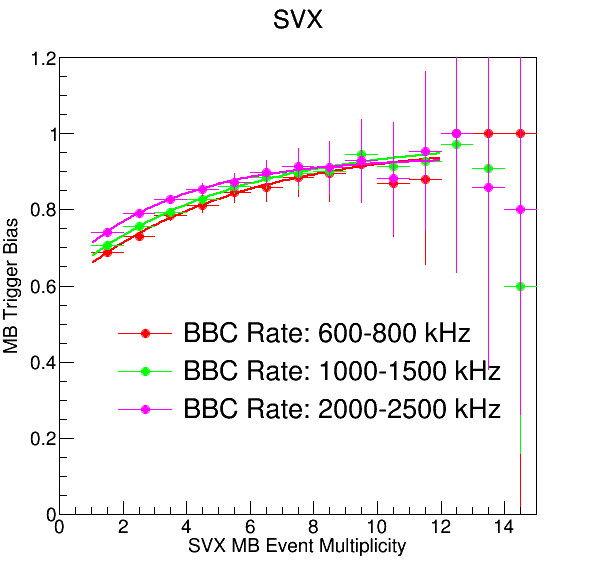 SVX
MB Trigger Bias
1.2
1
0.8
0.6
0.4
0.2
0
BBC Rate: 600-800 kHz
BBC Rate: 1000-1500 kHz
BBC Rate: 2000-2500 kHz
0 2 4 6 8 10 12 14
SVX MB Event Multiplicity